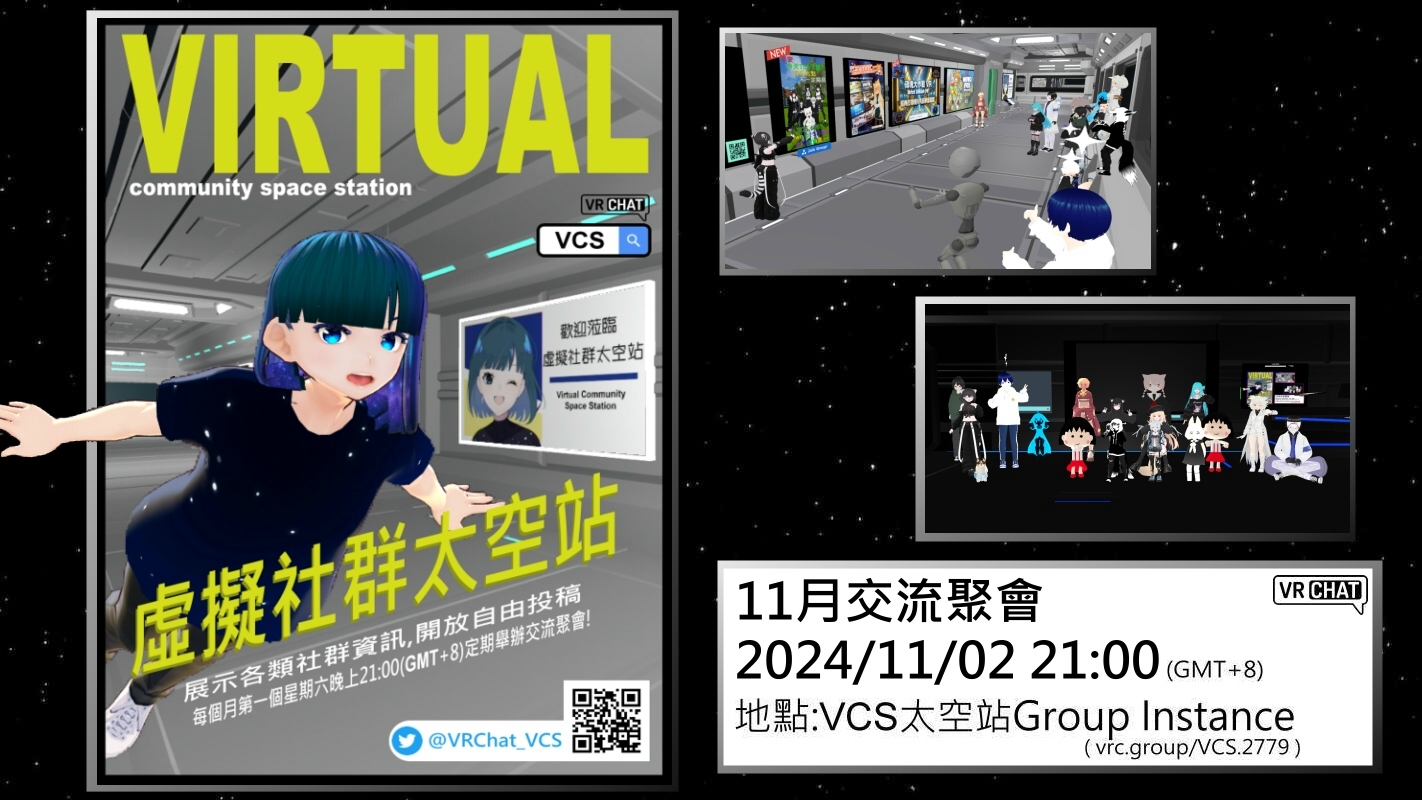 VIRTUAL
community space station
VRCHAT
VCS
歡迎蒞臨
虛擬社群太空站
Virtual Community
Space Station
虛擬社群太空站
展示各類社群資訊,開放自由投稿
每個月第一個星期六晚上21:00(GMT+8)定期舉辦交流聚會!
@VRChat_VCS
NEW
VIRTUAL
11月交流聚會
VRCHAT
2024/11/02 21:00 (GMT+8)
地點:VCS太空站Group Instance
( vrc.group/VCS.2779 )